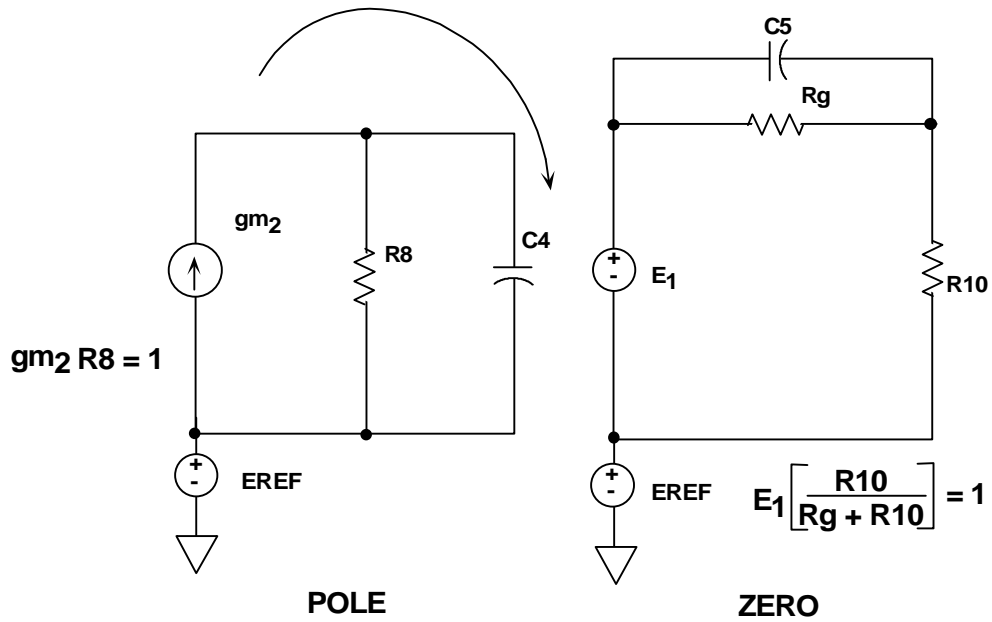 gm2
R8
C4
gm2 R8 = 1
+
-
EREF
POLE
C5
Rg
+
-
E1
R10
+
-
EREF
E1[R10 / Rg + R10] = 1
ZERO